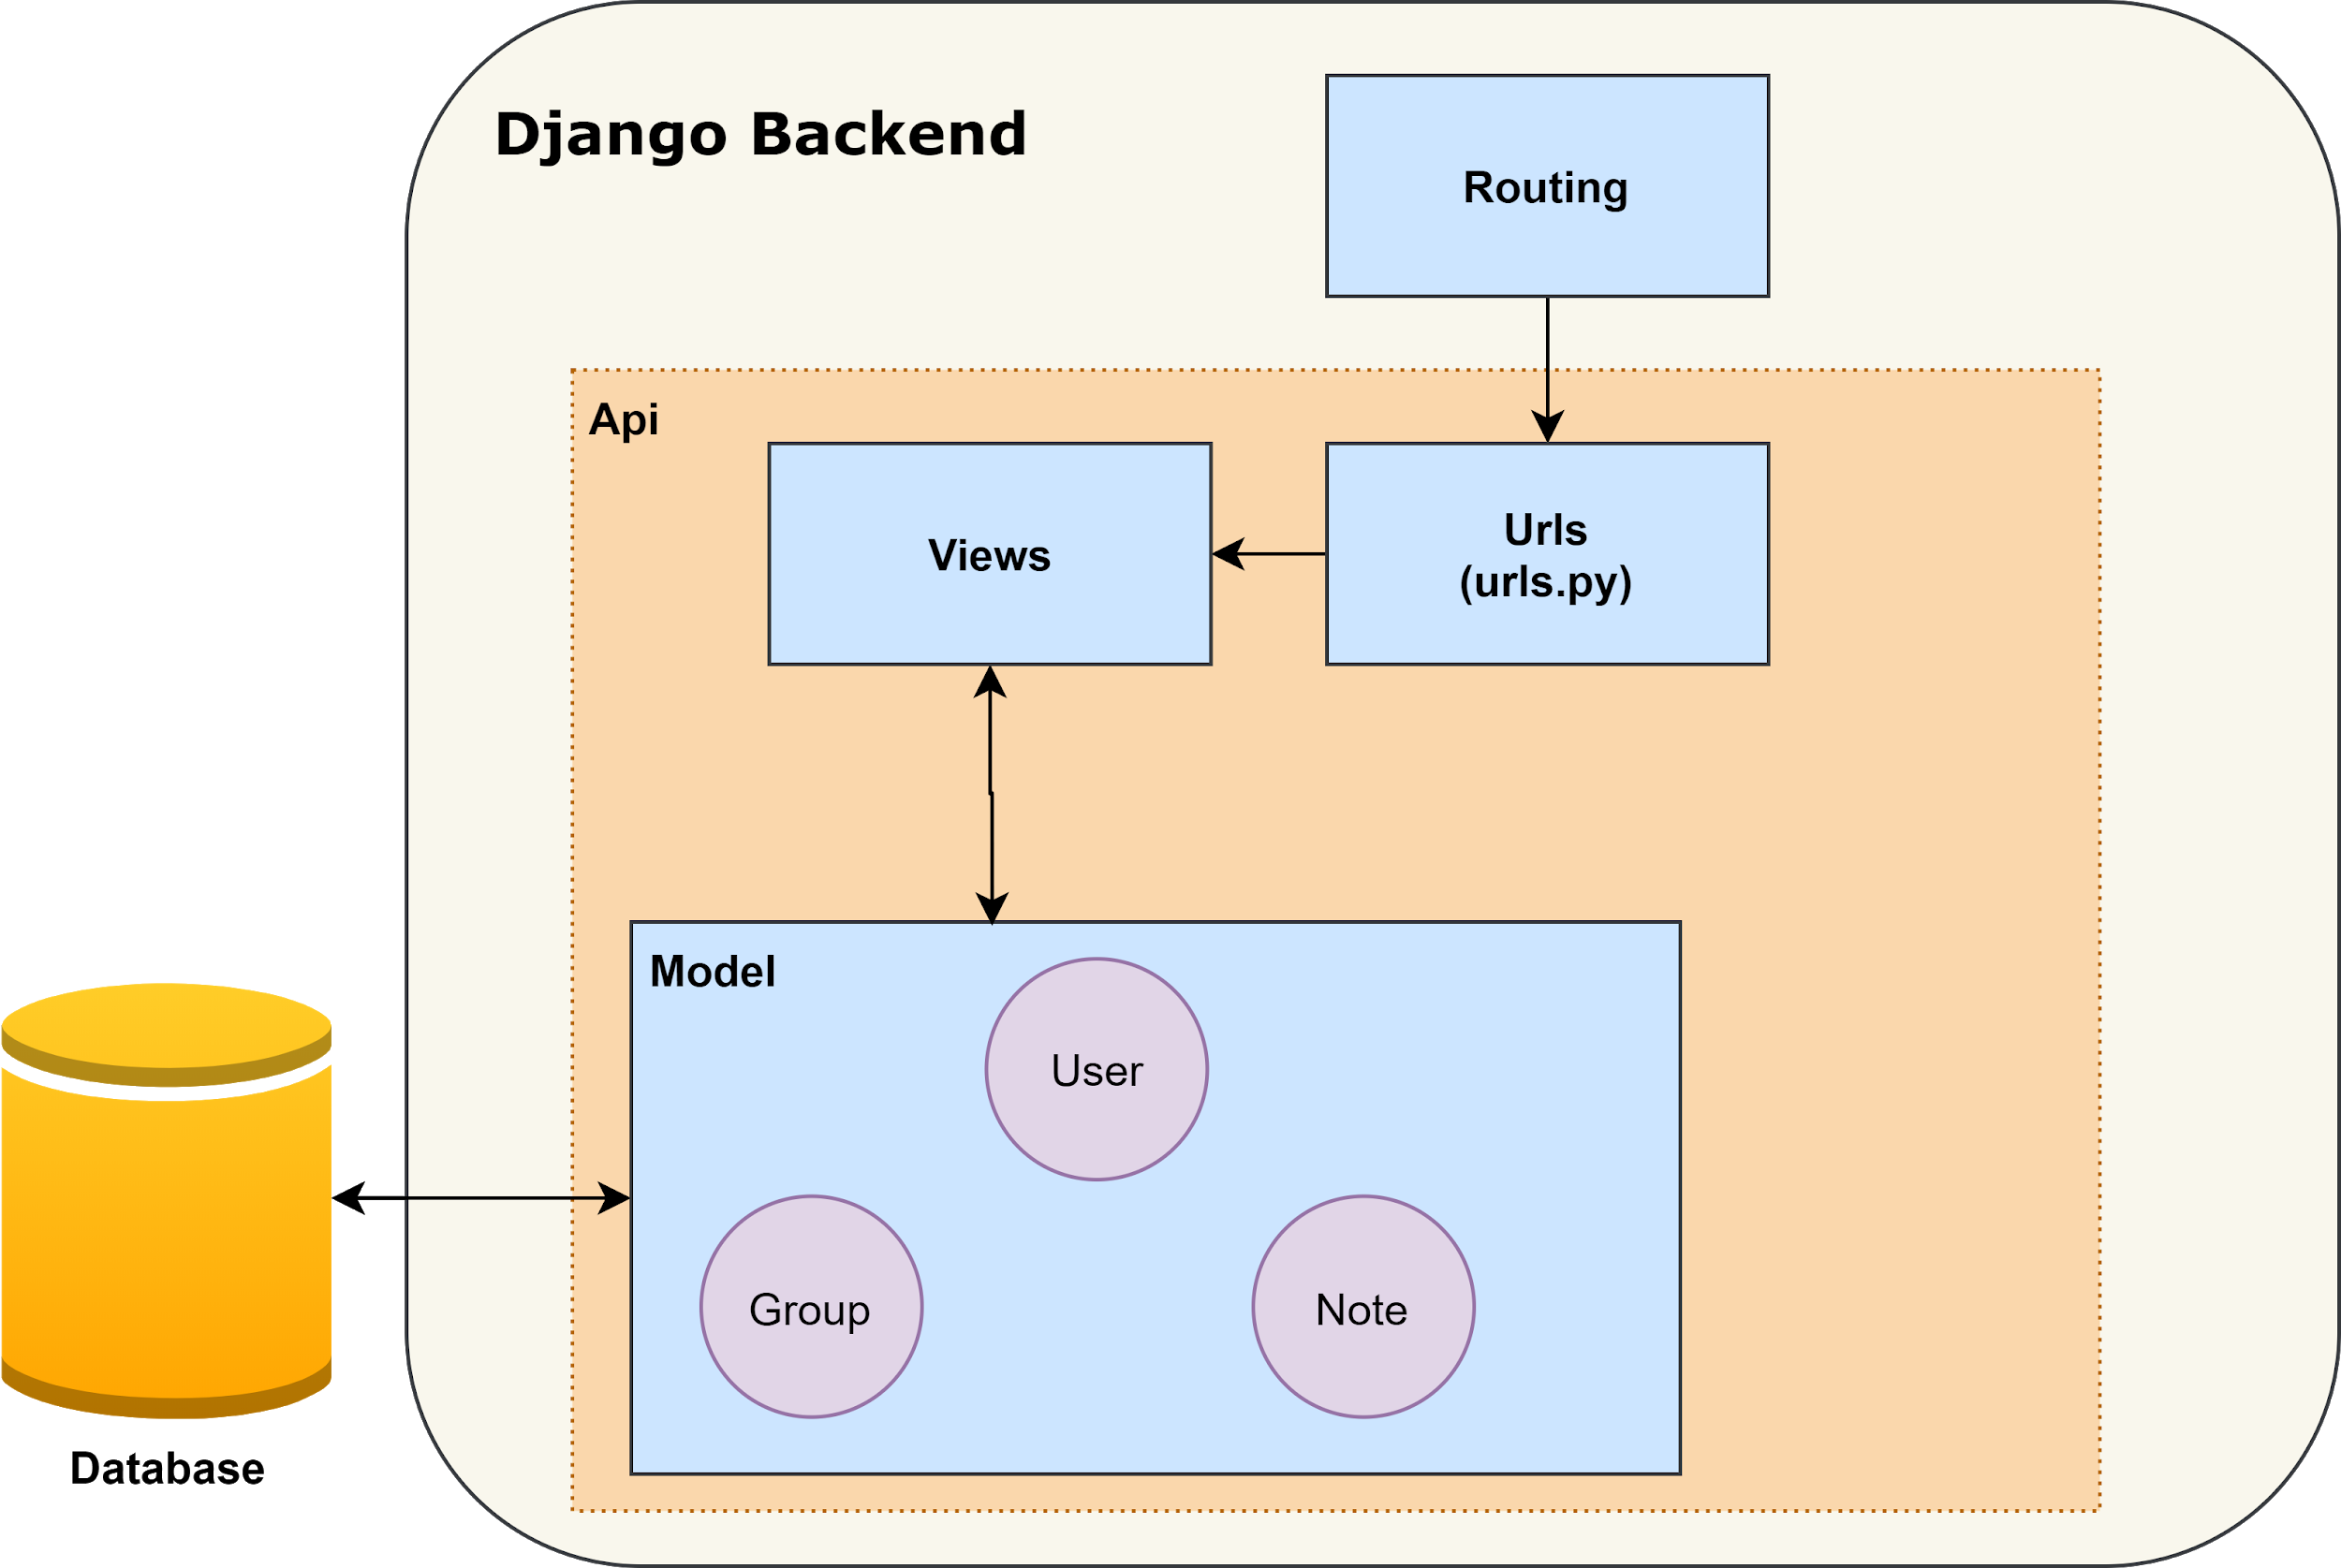 Django Backend
Routing
Api
Views
Urls
(urls.py)
Model
User
Group
Note
Database